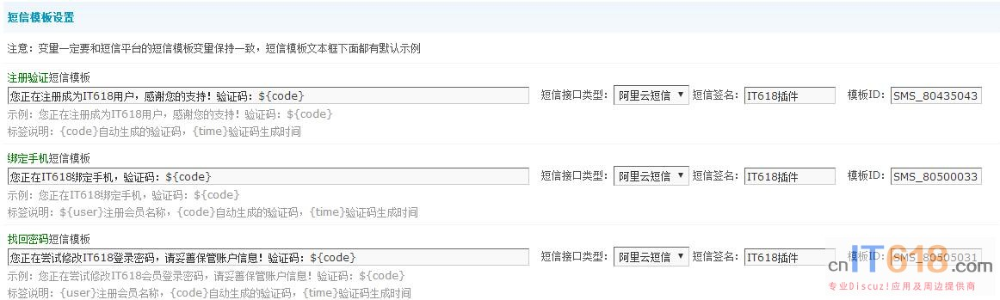 短信模板设置
注意：变量一定要和短信平台的短信模板变量保持一致，短信模板文本框下面都有默认示例
注册验证短信模板
您正在注册成为IT618用户，感谢您的支持！验证码：${code} 短信接口类型：阿里云短信 短信签名：IT618插件 模板ID：SMS_80435043
示例：您正在注册成为IT618用户，感谢您的支持！验证码：${code}
标签说明：{code}自动生成的验证码，{time}验证码生成时间
绑定手机短信模板
您正在IT618绑定手机，验证码：${code} 短信接口类型：阿里云短信 短信签名：IT618插件 模板ID：SMS_80500033
示例：您正在IT618绑定手机，验证码：${code}
标签说明：${user}注册会员名称，{code}自动生成的验证码，{time}验证码生成时间
找回密码短信模板
您正在尝试修改IT618登录密码，请妥善保管账户信息！验证码：${code} 短信接口类型：阿里云短信 短信签名：IT618插件 模板ID：SMS_80505031
示例：您正在尝试修改IT618会员登录密码，请妥善保管账户信息！验证码：${code}
标签说明：{user}注册会员名称，{code}自动生成的验证码，{time}验证码生成时间
cnIT618.com
专业Discuz!应用及周边提供商